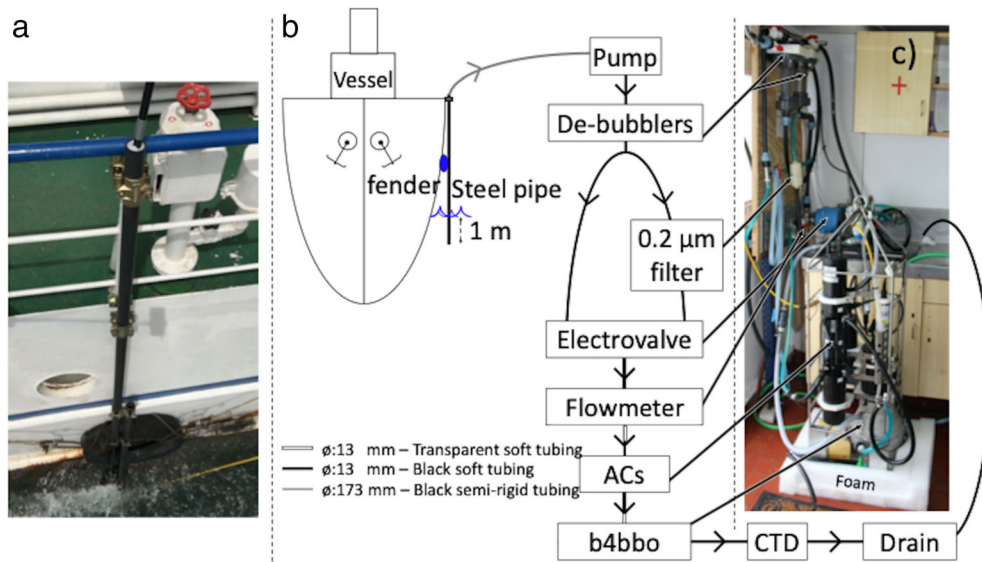 a
b
c)
Vessel
Pump
De-bubblers
fender
Steel pipe
1 m
0.2 µm
filter
Electrovalve
Flowmeter
ø:13 mm – Transparent soft tubing
ø:13 mm – Black soft tubing
ø:173 mm – Black semi-rigid tubing
ACs
Foam
b4bbo
CTD
Drain